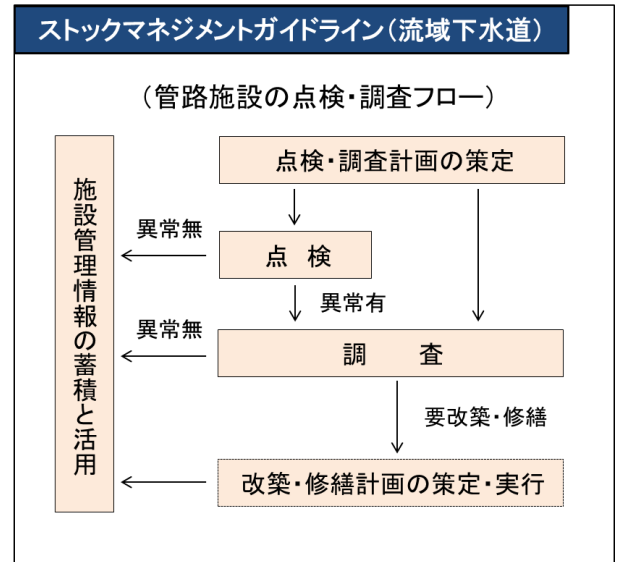 ストックマネジメントガイドライン(流域下水道)
(管路施設の点検・調査フロー)
点検・調査計画の策定
施設管理情報の蓄積と活用
異常無
点　検
異常有
異常無
調　　査
要改築・修繕
改築・修繕計画の策定・実行